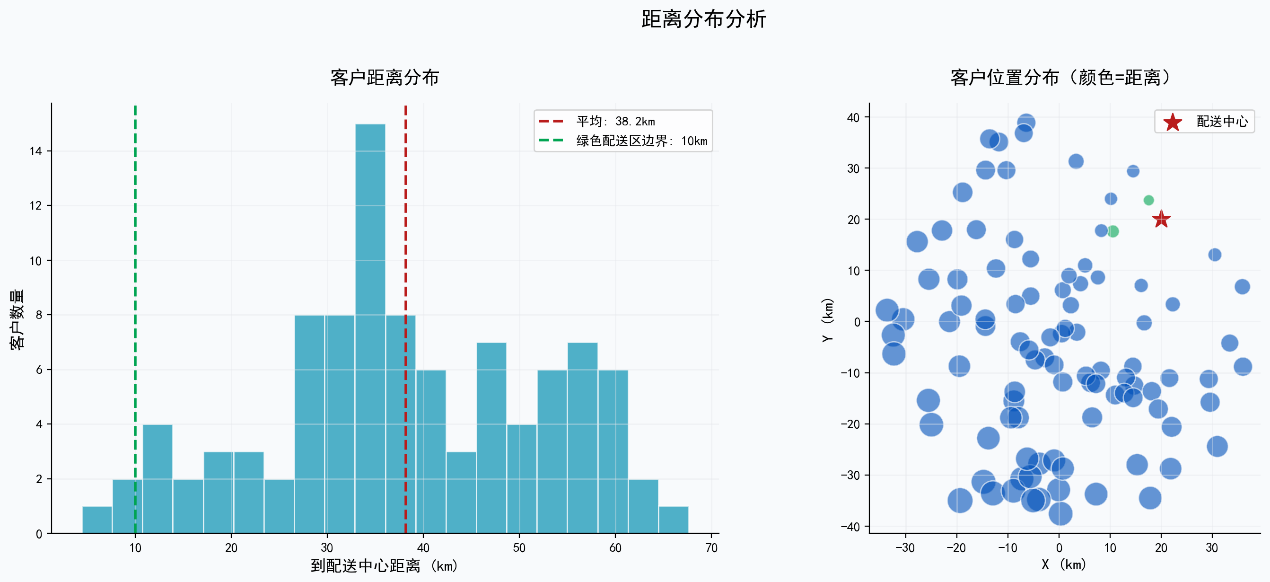 距离分布分析
客户距离分布
平均: 38.2km
绿色配送区边界: 10km
客户数量
14
12
10
8
6
4
2
0
10 20 30 40 50 60 70
到配送中心距离 (km)
客户位置分布（颜色=距离）
配送中心
Y (km)
40
30
20
10
0
−10
−20
−30
−40
−30 −20 −10 0 10 20 30
X (km)